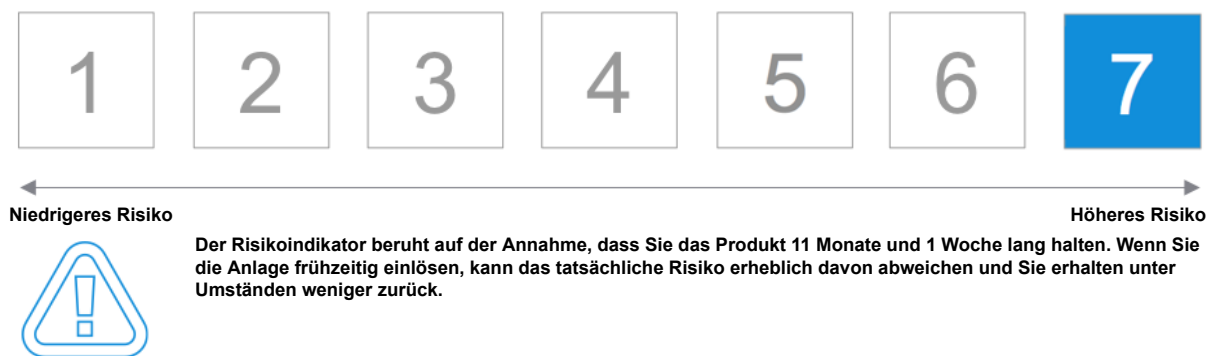 1 2 3 4 5 6 7
Niedrigeres Risiko Höheres Risiko
Der Risikoindikator beruht auf der Annahme, dass Sie das Produkt 11 Monate und 1 Woche lang halten. Wenn Sie
die Anlage frühzeitig einlösen, kann das tatsächliche Risiko erheblich davon abweichen und Sie erhalten unter
Umständen weniger zurück.